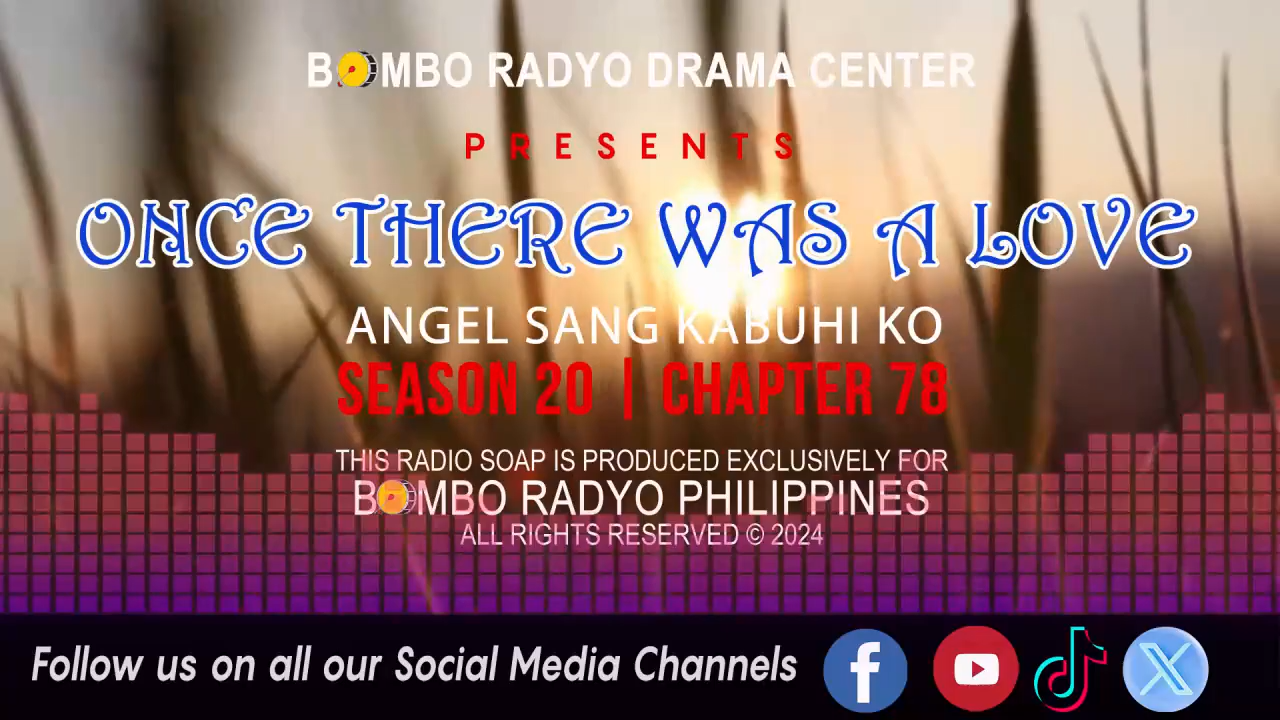 BOMBO RADYO DRAMA CENTER
PRESENTS
ONCE THERE WAS A LOVE
ANGEL SANG KABUHI KO
SEASON 20 | CHAPTER 78
THIS RADIO SOAP IS PRODUCED EXCLUSIVELY FOR
BOMBO RADYO PHILIPPINES
ALL RIGHTS RESERVED © 2024
Follow us on all our Social Media Channels